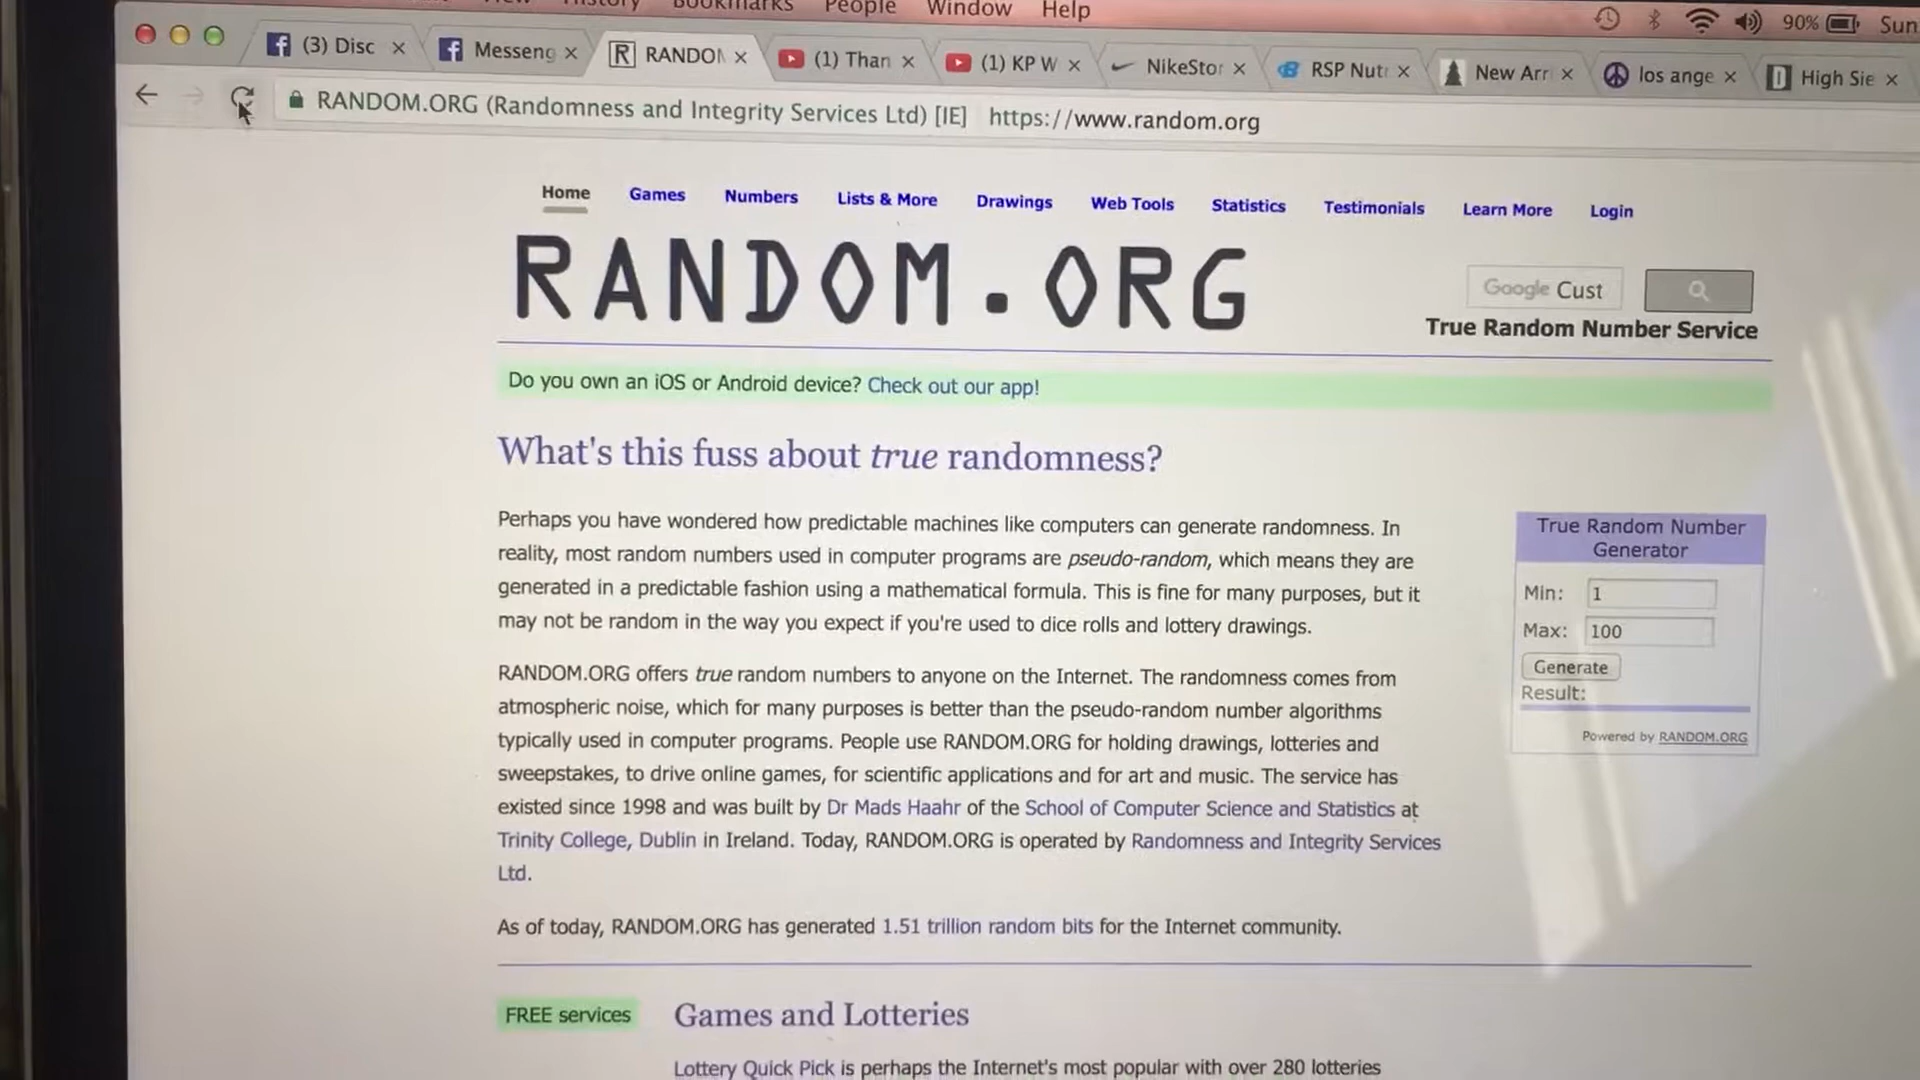 History Bookmarks People Window Help
90% Sun
(3) Disc
Messeng
RANDOM
(1) Than
(1) KP W
NikeStor
RSP Nutr
New Arr
los ange
High Sie
RANDOM.ORG (Randomness and Integrity Services Ltd) [IE] https://www.random.org
Home Games Numbers Lists & More Drawings Web Tools Statistics Testimonials Learn More Login
RANDOM.ORG
Google Cust
True Random Number Service
Do you own an iOS or Android device? Check out our app!
What's this fuss about true randomness?
Perhaps you have wondered how predictable machines like computers can generate randomness. In
reality, most random numbers used in computer programs are pseudo-random, which means they are
generated in a predictable fashion using a mathematical formula. This is fine for many purposes, but it
may not be random in the way you expect if you're used to dice rolls and lottery drawings.
RANDOM.ORG offers true random numbers to anyone on the Internet. The randomness comes from
atmospheric noise, which for many purposes is better than the pseudo-random number algorithms
typically used in computer programs. People use RANDOM.ORG for holding drawings, lotteries and
sweepstakes, to drive online games, for scientific applications and for art and music. The service has
existed since 1998 and was built by Dr Mads Haahr of the School of Computer Science and Statistics at
Trinity College, Dublin in Ireland. Today, RANDOM.ORG is operated by Randomness and Integrity Services
Ltd.
As of today, RANDOM.ORG has generated 1.51 trillion random bits for the Internet community.
True Random Number
Generator
Min: 1
Max: 100
Generate
Result:
Powered by RANDOM.ORG
FREE services
Games and Lotteries
Lottery Quick Pick is perhaps the Internet's most popular with over 280 lotteries